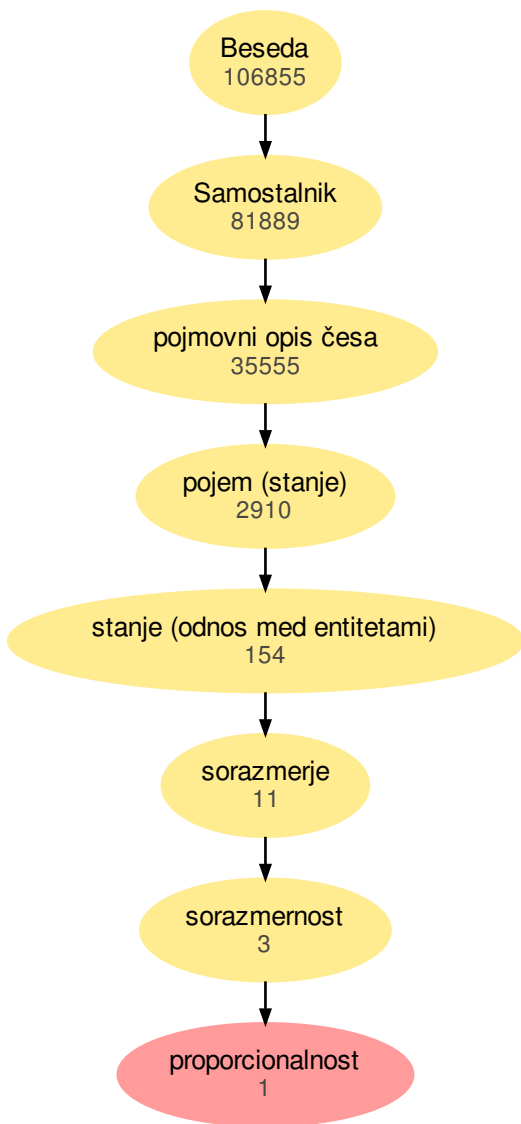 Beseda
106855
Samostalnik
81889
pojmovni opis česa
35555
pojem (stanje)
2910
stanje (odnos med entitetami)
154
sorazmerje
11
sorazmernost
3
proporcionalnost
1